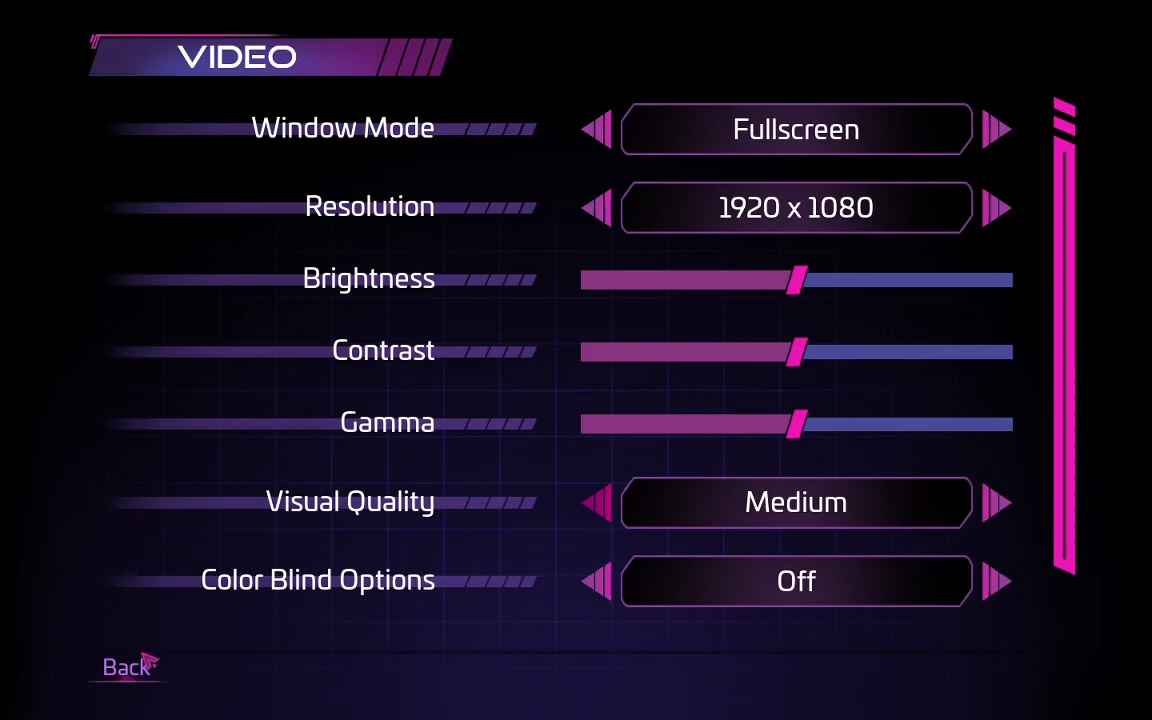 VIDEO
Window Mode
Fullscreen
Resolution
1920 x 1080
Brightness
Contrast
Gamma
Visual Quality
Medium
Color Blind Options
Off
Back